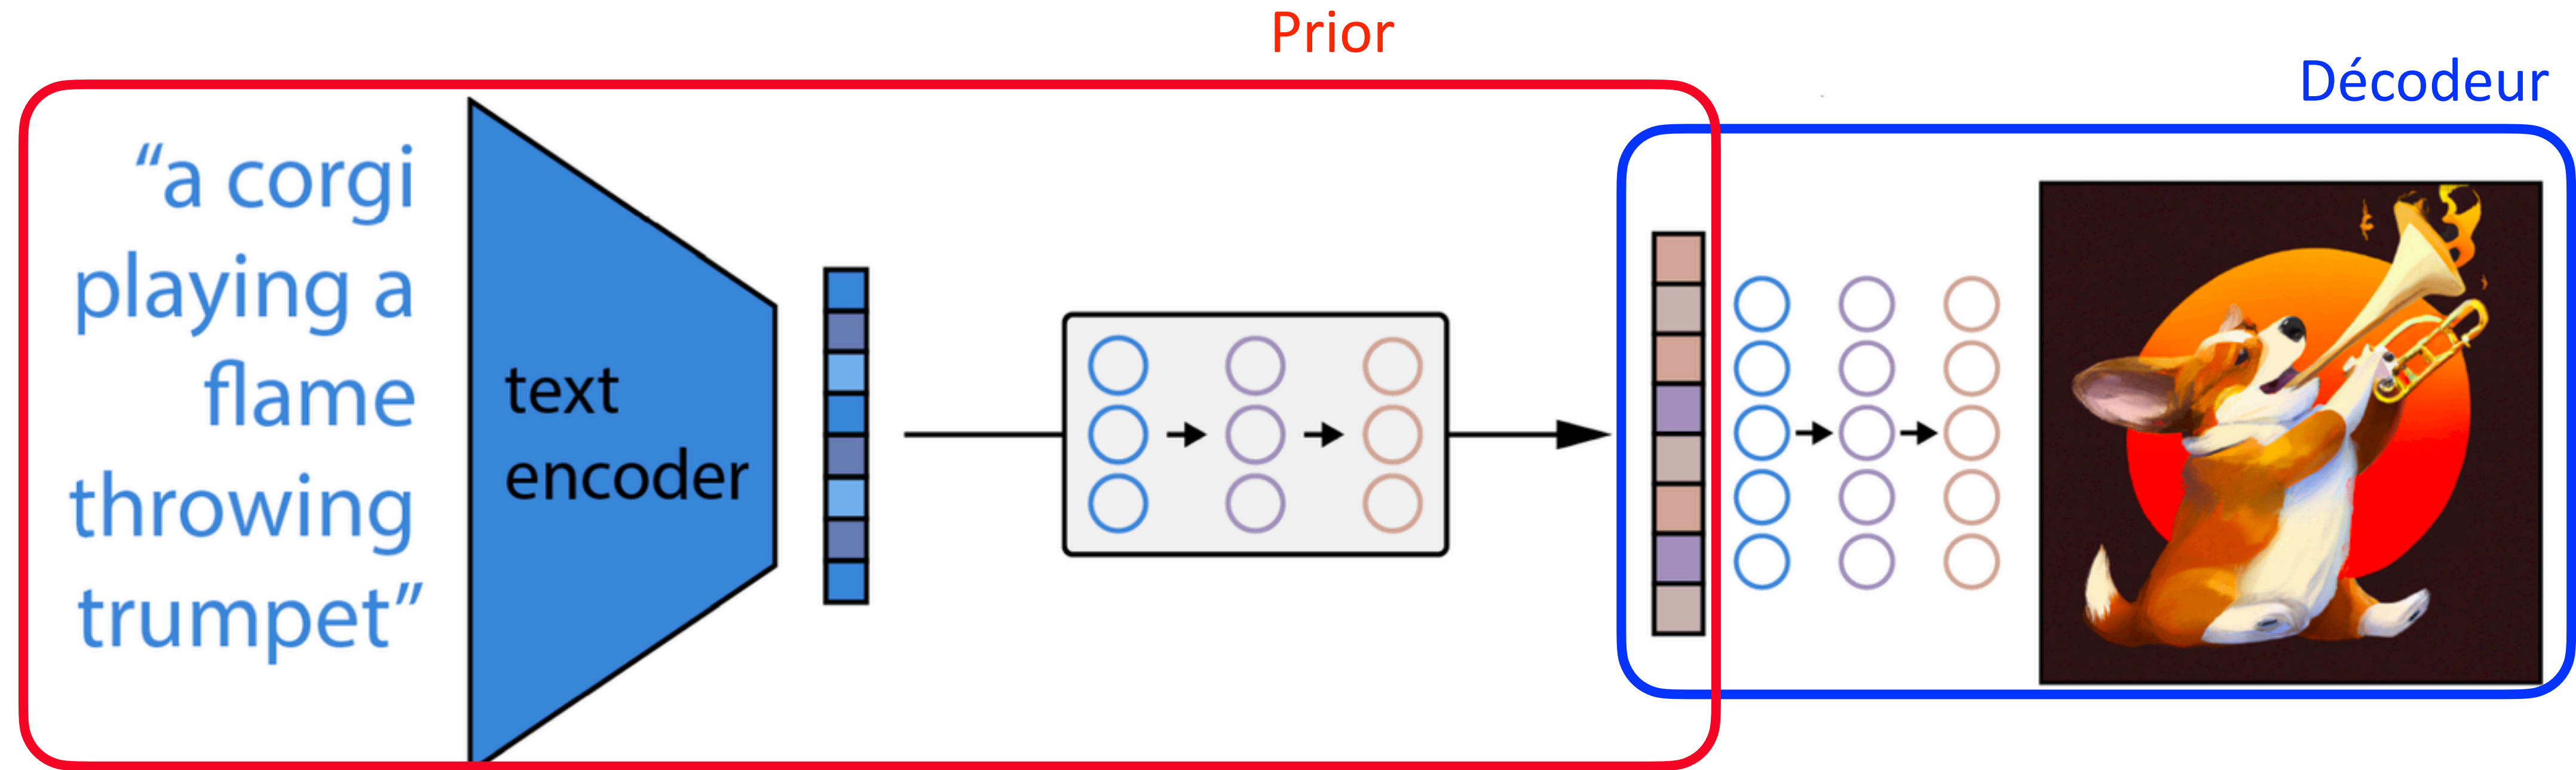 Prior
Décodeur
“a corgi
playing a
flame
throwing
trumpet”
text
encoder